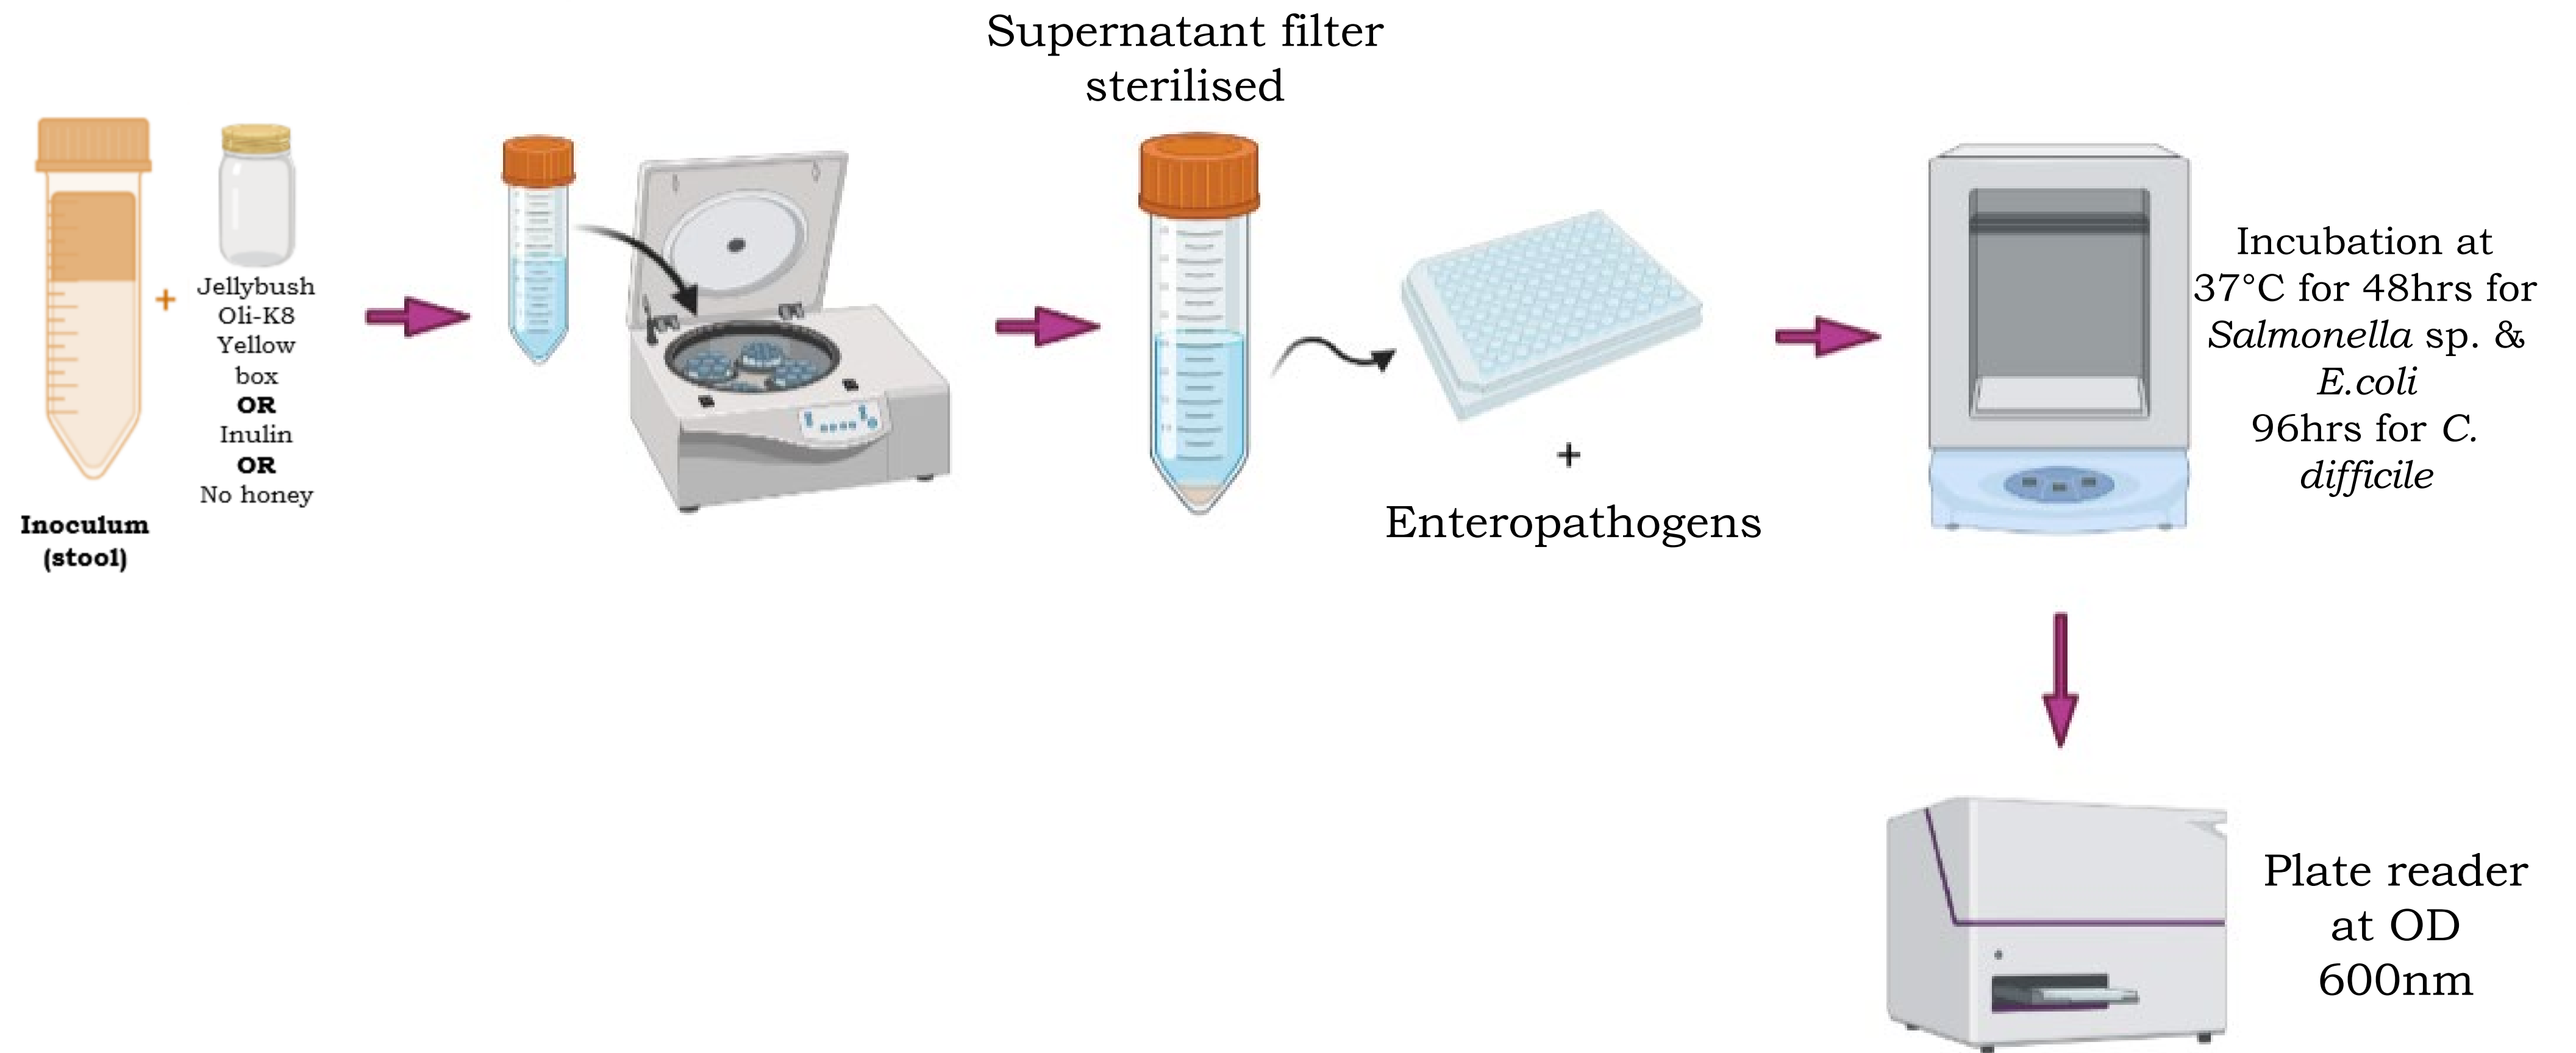 Supernatant filter
sterilised
+
Jellybush
Oli-K8
Yellow
box
OR
Inulin
OR
No honey
Inoculum
(stool)
+
Enteropathogens
Incubation at
37°C for 48hrs for
Salmonella sp. &
E.coli
96hrs for C.
difficile
Plate reader
at OD
600nm